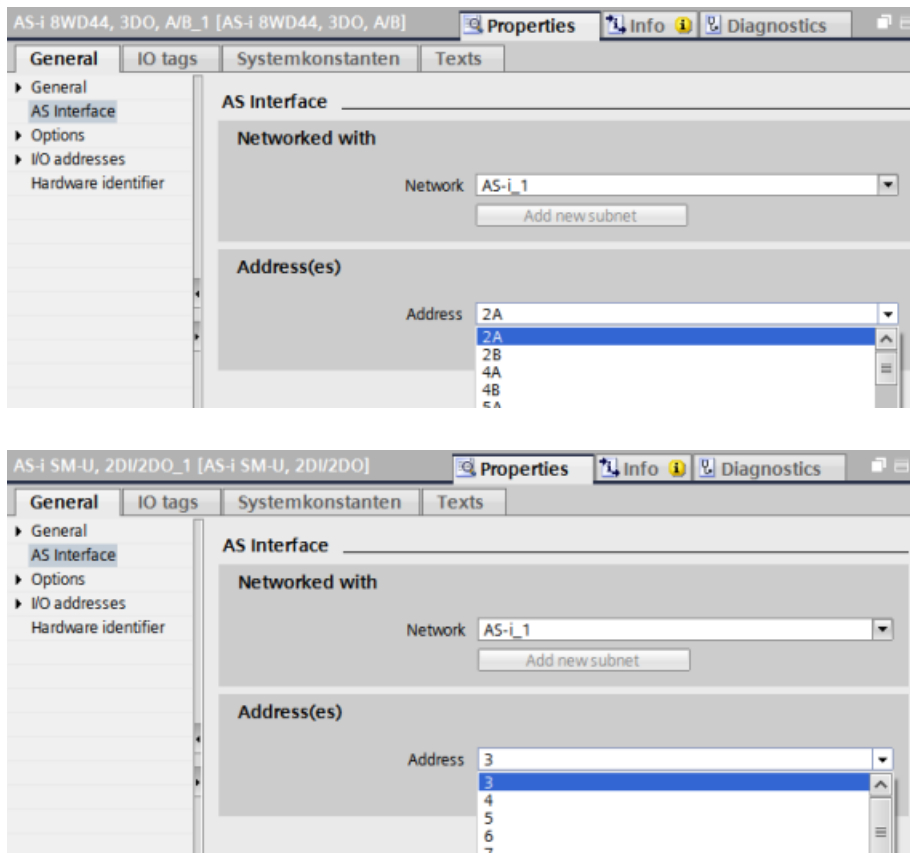 AS-i 8WD44, 3DO, A/B_1 [AS-i 8WD44, 3DO, A/B] Properties Info Diagnostics
General IO tags Systemkonstanten Texts
General
AS Interface
Options
I/O addresses
Hardware identifier
AS Interface
Networked with
Network AS-i_1
Add new subnet
Address(es)
Address 2A
2A
2B
4A
4B
5A
AS-i SM-U, 2DI/2DO_1 [AS-i SM-U, 2DI/2DO] Properties Info Diagnostics
General IO tags Systemkonstanten Texts
General
AS Interface
Options
I/O addresses
Hardware identifier
AS Interface
Networked with
Network AS-i_1
Add new subnet
Address(es)
Address 3
3
4
5
6
7